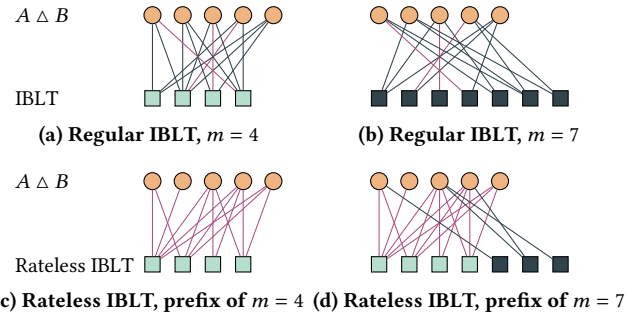 A △ B
IBLT
(a) Regular IBLT, m = 4
(b) Regular IBLT, m = 7
A △ B
Rateless IBLT
c) Rateless IBLT, prefix of m = 4
(d) Rateless IBLT, prefix of m = 7